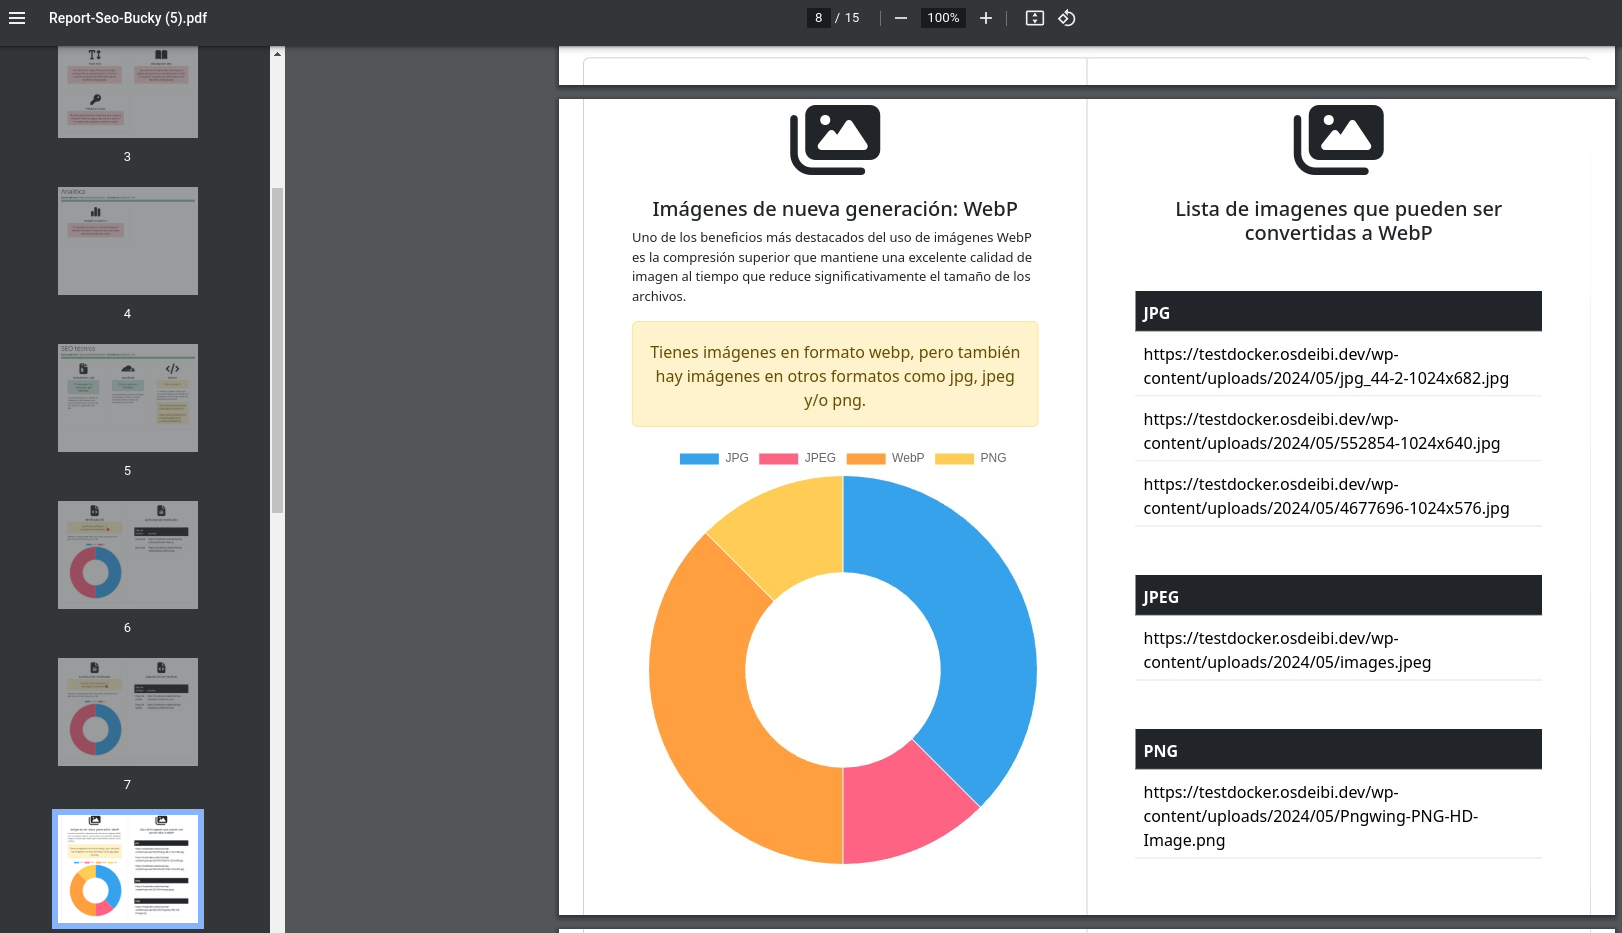 Report-Seo-Bucky (5).pdf
8 / 15
100%
3
Analítica
4
SEO técnico
5
6
7
Imágenes de nueva generación: WebP
Uno de los beneficios más destacados del uso de imágenes WebP
es la compresión superior que mantiene una excelente calidad de
imagen al tiempo que reduce significativamente el tamaño de los
archivos.
Tienes imágenes en formato webp, pero también
hay imágenes en otros formatos como jpg, jpeg
y/o png.
JPG JPEG WebP PNG
Lista de imagenes que pueden ser
convertidas a WebP
JPG
https://testdocker.osdeibi.dev/wp-
content/uploads/2024/05/jpg_44-2-1024x682.jpg
https://testdocker.osdeibi.dev/wp-
content/uploads/2024/05/552854-1024x640.jpg
https://testdocker.osdeibi.dev/wp-
content/uploads/2024/05/4677696-1024x576.jpg
JPEG
https://testdocker.osdeibi.dev/wp-
content/uploads/2024/05/images.jpeg
PNG
https://testdocker.osdeibi.dev/wp-
content/uploads/2024/05/Pngwing-PNG-HD-
Image.png